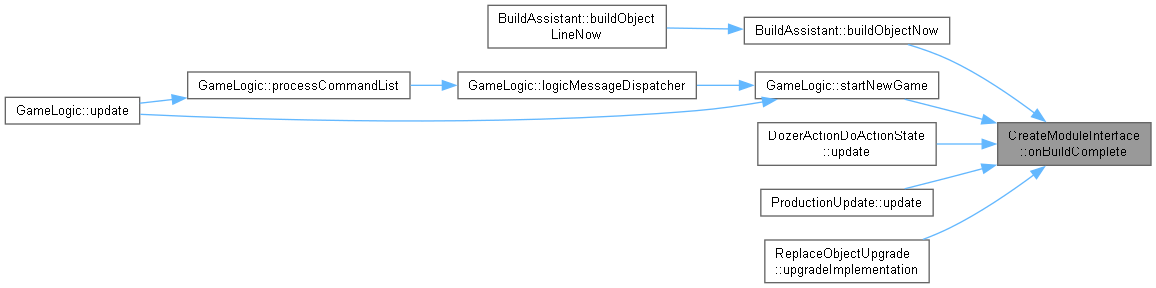 BuildAssistant::buildObject
LineNow
BuildAssistant::buildObjectNow
GameLogic::processCommandList
GameLogic::logicMessageDispatcher
GameLogic::startNewGame
GameLogic::update
CreateModuleInterface
::onBuildComplete
DozerActionDoActionState
::update
ProductionUpdate::update
ReplaceObjectUpgrade
::upgradeImplementation